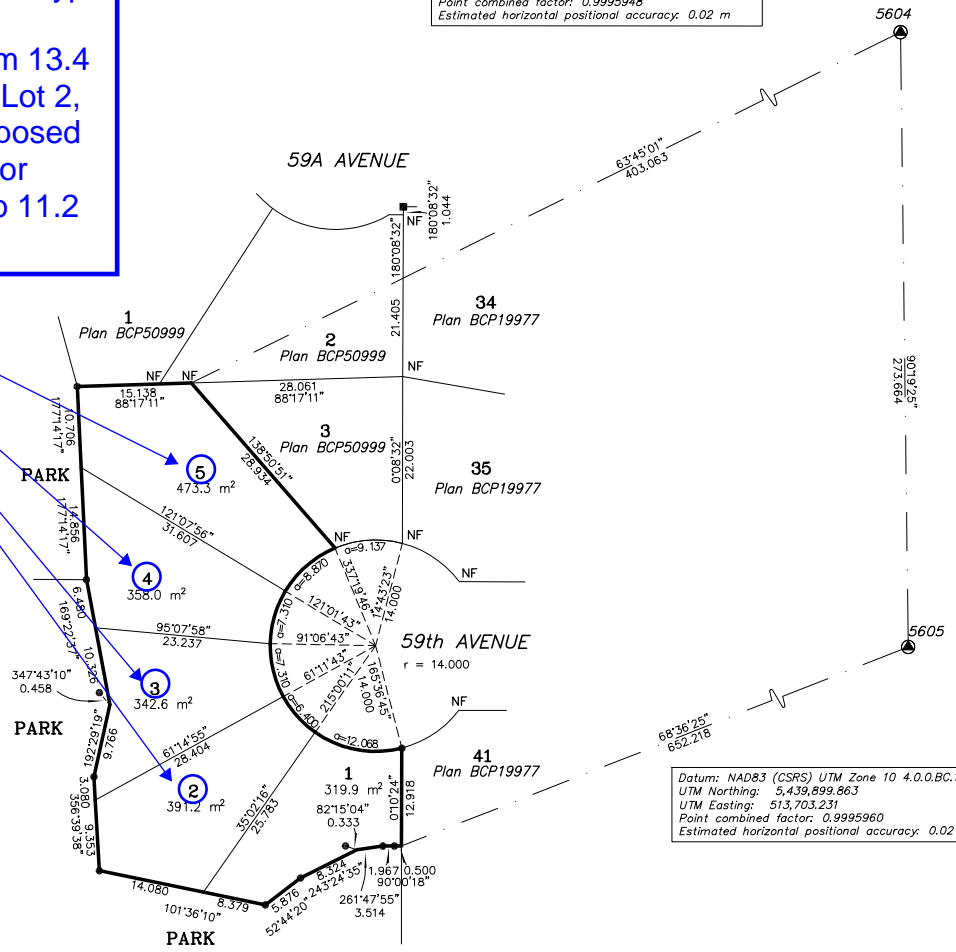 yp
m 13.4
Lot 2,
posed
or
o 11.2
Point combined factor: 0.9995948
Estimated horizontal positional accuracy: 0.02 m
5604
63°45'01"
403.063
59A AVENUE
NF
180°08'32"
1.044
180°08'32"
21.405
34
Plan BCP19977
1
Plan BCP50999
2
Plan BCP50999
NF
NF
NF
15.138
88°17'11"
28.061
88°17'11"
90°19'25"
273.664
10.706
177°14'17"
3
Plan BCP50999
138°50'51"
28.934
0°08'32"
22.003
35
Plan BCP19977
PARK
5
473.3 m²
14.856
177°14'17"
121°07'56"
31.607
NF
NF
a=9.137
NF
4
358.0 m²
a=8.870
337°19'46"
14°43'23"
14.000
6.480
169°22'37"
10.326
a=7.310
121°01'43"
95°07'58"
23.237
91°06'43"
59th AVENUE
r = 14.000
5605
347°43'10"
0.458
3
342.6 m²
a=7.310
61°11'43"
215°00'11"
165°36'45"
14.000
PARK
a=6.400
NF
192°29'19"
9.766
61°14'55"
28.404
a=12.068
68°36'25"
652.218
41
Plan BCP19977
3.080
356°39'38"
9.353
2
391.2 m²
1
319.9 m²
82°15'04"
0.333
0°10'24"
12.918
Datum: NAD83 (CSRS) UTM Zone 10 4.0.0.BC.1
UTM Northing: 5,439,899.863
UTM Easting: 513,703.231
Point combined factor: 0.9995960
Estimated horizontal positional accuracy: 0.02
35°02'16"
25.783
14.080
101°36'10"
8.379
5.876
52°44'20"
8.324
243°24'35"
1.967
0.500
90°00'18"
261°47'55"
3.514
PARK